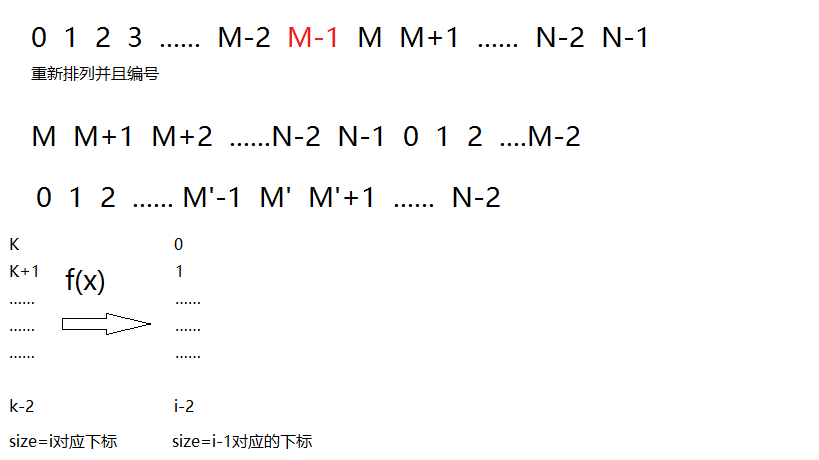 0 1 2 3 ...... M-2 M-1 M M+1 ...... N-2 N-1
重新排列并且编号
M M+1 M+2 ......N-2 N-1 0 1 2 ....M-2
0 1 2 ...... M'-1 M' M'+1 ...... N-2
K 0
K+1 f(x) 1
...... ......
...... ......
...... ......
k-2 i-2
size=i对应下标 size=i-1对应的下标